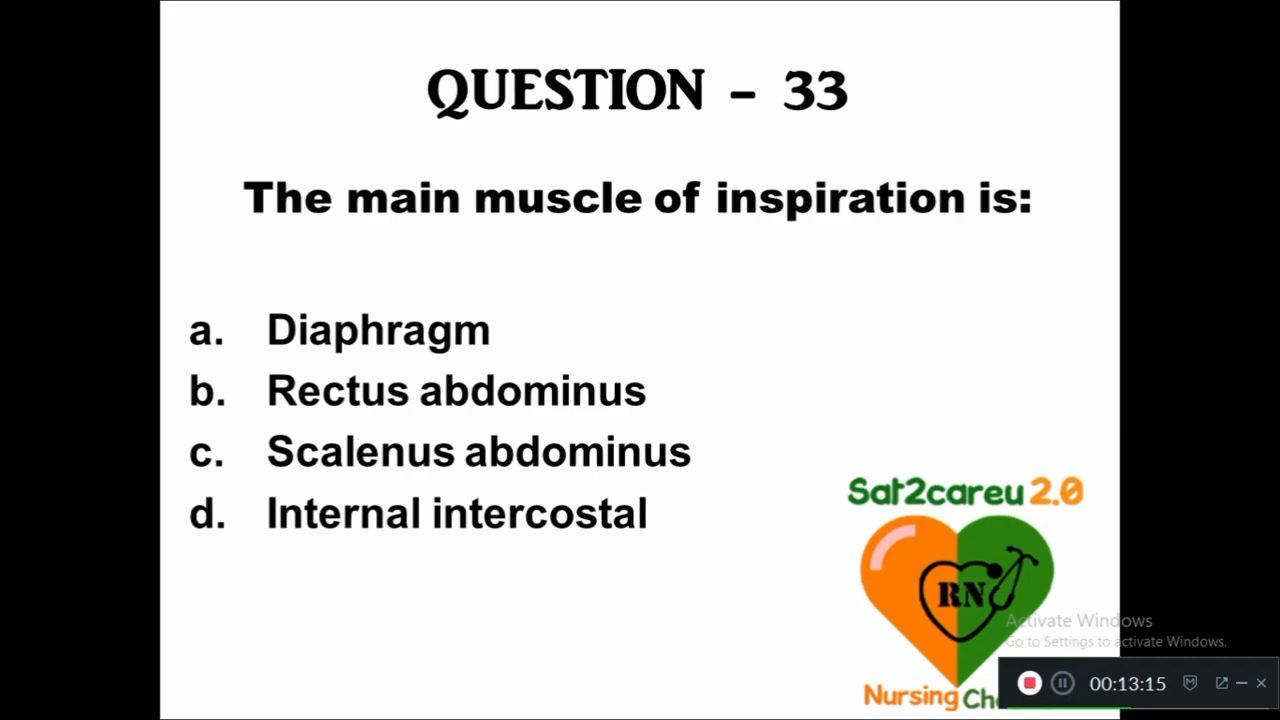 QUESTION - 33
The main muscle of inspiration is:
a. Diaphragm
b. Rectus abdominus
c. Scalenus abdominus
d. Internal intercostal
Sat2careu 2.0
RN
Activate Windows
Go to Settings to activate Windows.
00:13:15
Nursing